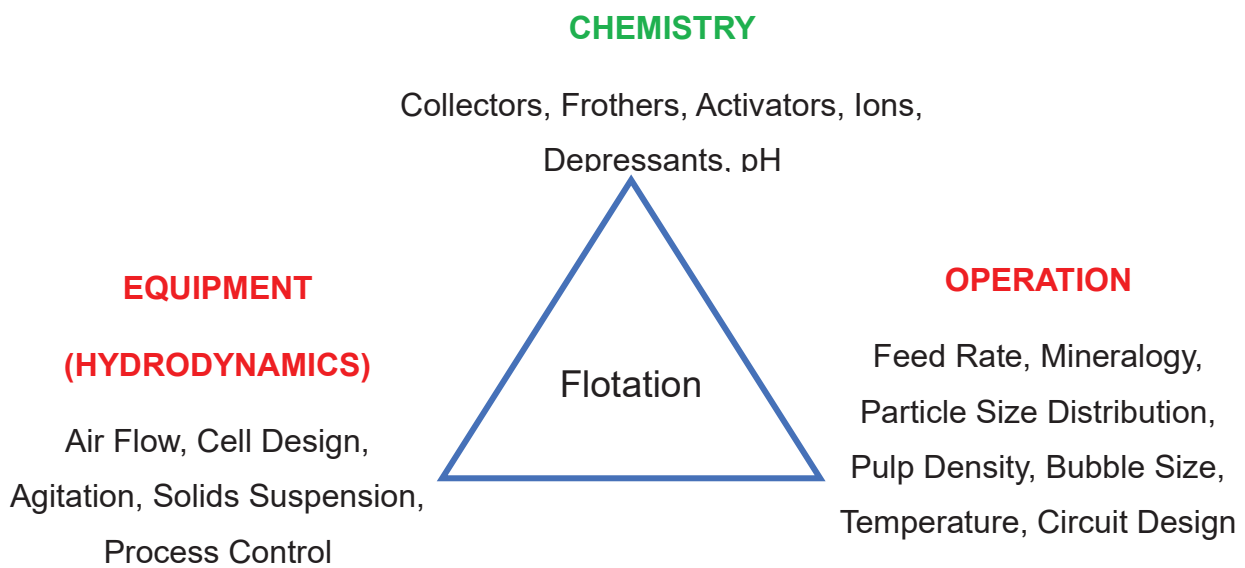 CHEMISTRY
Collectors, Frothers, Activators, Ions,
Depressants, pH
EQUIPMENT
(HYDRODYNAMICS)
Air Flow, Cell Design,
Agitation, Solids Suspension,
Process Control
Flotation
OPERATION
Feed Rate, Mineralogy,
Particle Size Distribution,
Pulp Density, Bubble Size,
Temperature, Circuit Design